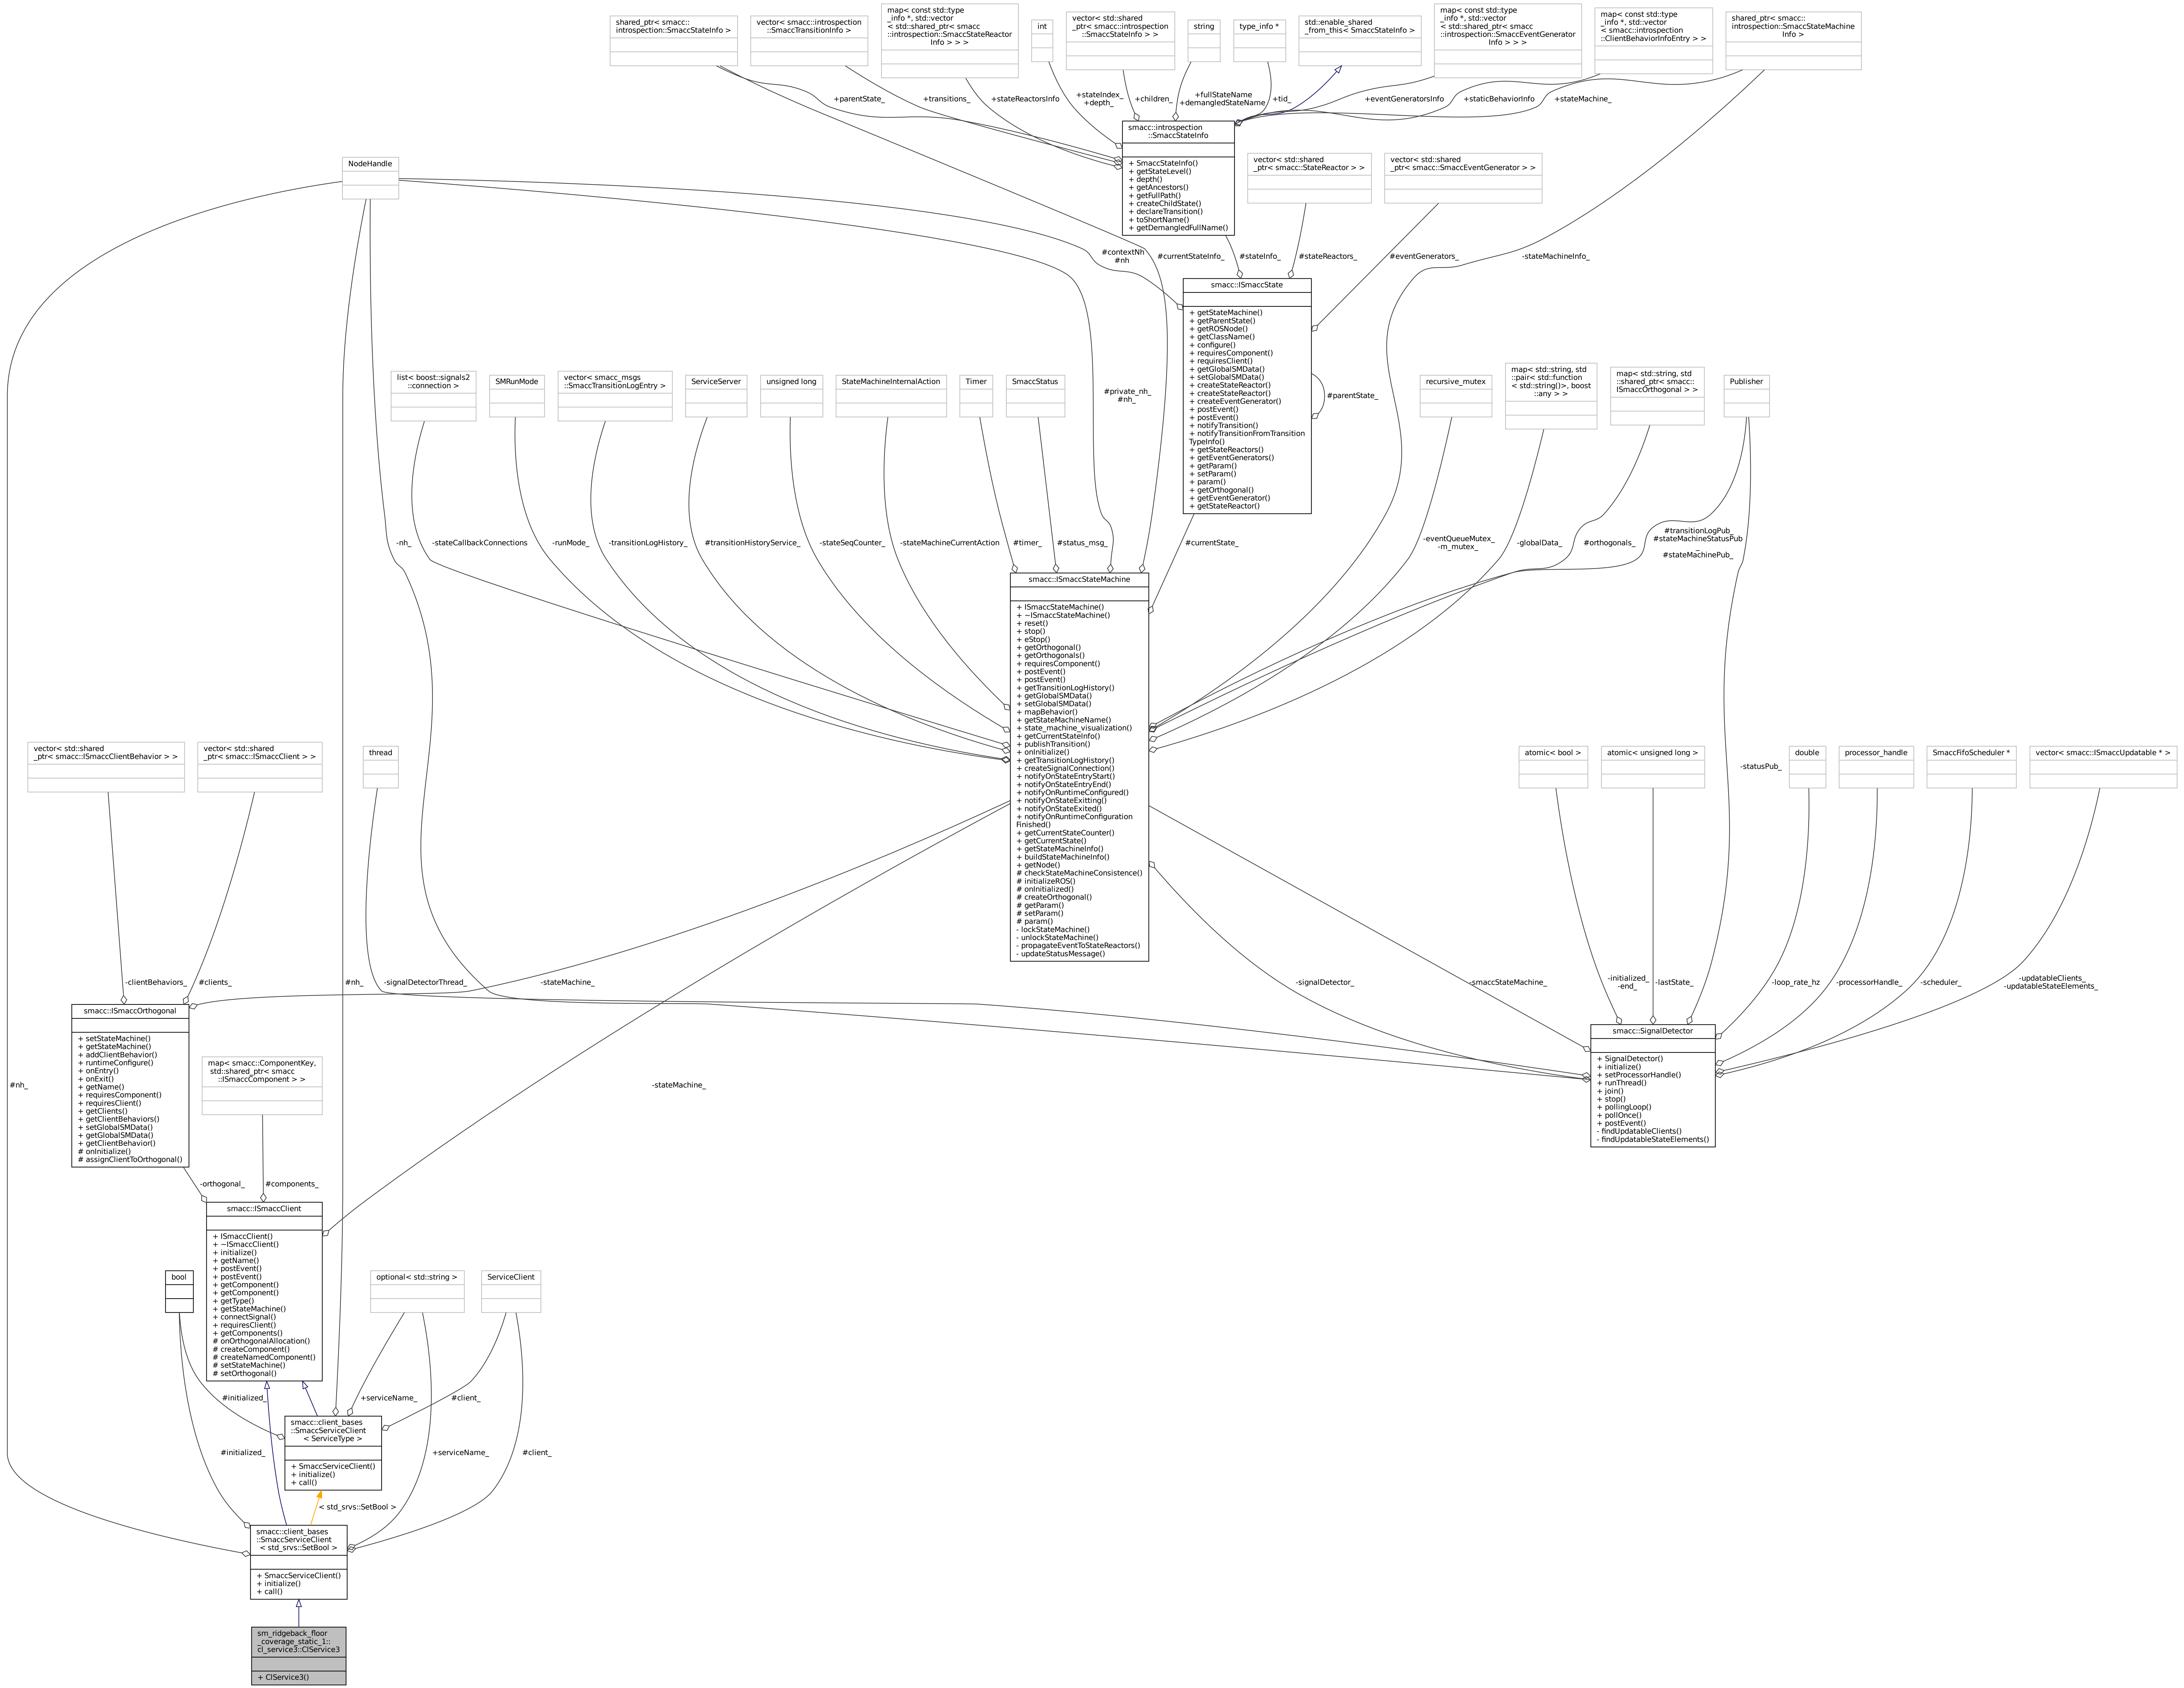 shared_ptr< smacc::
introspection::SmaccStateInfo >
vector< smacc::introspection
::SmaccTransitionInfo >
map< const std::type
_info *, std::vector
< std::shared_ptr< smacc
::introspection::SmaccStateReactor
Info > > >
int
vector< std::shared
_ptr< smacc::introspection
::SmaccStateInfo > >
string
type_info *
std::enable_shared
_from_this< SmaccStateInfo >
map< const std::type
_info *, std::vector
< std::shared_ptr< smacc
::introspection::SmaccEventGenerator
Info > > >
map< const std::type
_info *, std::vector
< smacc::introspection
::ClientBehaviorInfoEntry > >
shared_ptr< smacc::
introspection::SmaccStateMachine
Info >
+parentState_
+transitions_
+stateReactorsInfo
+stateIndex_
+depth_
+children_
+fullStateName
+demangledStateName
+tid_
+eventGeneratorsInfo
+staticBehaviorInfo
+stateMachine_
smacc::introspection
::SmaccStateInfo
+ SmaccStateInfo()
+ getStateLevel()
+ depth()
+ getAncestors()
+ getFullPath()
+ createChildState()
+ declareTransition()
+ toShortName()
+ getDemangledFullName()
NodeHandle
vector< std::shared
_ptr< smacc::StateReactor > >
vector< std::shared
_ptr< smacc::SmaccEventGenerator > >
#contextNh
#nh
#currentStateInfo_
#stateInfo_
#stateReactors_
#eventGenerators_
-stateMachineInfo_
smacc::ISmaccState
+ getStateMachine()
+ getParentState()
+ getROSNode()
+ getClassName()
+ configure()
+ requiresComponent()
+ requiresClient()
+ getGlobalSMData()
+ setGlobalSMData()
+ createStateReactor()
+ createStateReactor()
+ createEventGenerator()
+ postEvent()
+ postEvent()
+ notifyTransition()
+ notifyTransitionFromTransition
TypeInfo()
+ getStateReactors()
+ getEventGenerators()
+ getParam()
+ setParam()
+ param()
+ getOrthogonal()
+ getEventGenerator()
+ getStateReactor()
#parentState_
list< boost::signals2
::connection >
SMRunMode
vector< smacc_msgs
::SmaccTransitionLogEntry >
ServiceServer
unsigned long
StateMachineInternalAction
Timer
SmaccStatus
#private_nh_
#nh_
recursive_mutex
map< std::string, std
::pair< std::function
< std::string()>, boost
::any > >
map< std::string, std
::shared_ptr< smacc::
ISmaccOrthogonal > >
Publisher
-nh_
-stateCallbackConnections
-runMode_
-transitionLogHistory_
#transitionHistoryService_
-stateSeqCounter_
-stateMachineCurrentAction
#timer_
#status_msg_
#currentState_
-eventQueueMutex_
-m_mutex_
-globalData_
#orthogonals_
#transitionLogPub_
#stateMachineStatusPub
_
#stateMachinePub_
smacc::ISmaccStateMachine
+ ISmaccStateMachine()
+ ~ISmaccStateMachine()
+ reset()
+ stop()
+ eStop()
+ getOrthogonal()
+ getOrthogonals()
+ requiresComponent()
+ postEvent()
+ postEvent()
+ getTransitionLogHistory()
+ getGlobalSMData()
+ setGlobalSMData()
+ mapBehavior()
+ getStateMachineName()
+ state_machine_visualization()
+ getCurrentStateInfo()
+ publishTransition()
+ onInitialize()
+ getTransitionLogHistory()
+ createSignalConnection()
+ notifyOnStateEntryStart()
+ notifyOnStateEntryEnd()
+ notifyOnRuntimeConfigured()
+ notifyOnStateExitting()
+ notifyOnStateExited()
+ notifyOnRuntimeConfiguration
Finished()
+ getCurrentStateCounter()
+ getCurrentState()
+ getStateMachineInfo()
+ buildStateMachineInfo()
+ getNode()
# checkStateMachineConsistence()
# initializeROS()
# onInitialized()
# createOrthogonal()
# getParam()
# setParam()
# param()
- lockStateMachine()
- unlockStateMachine()
- propagateEventToStateReactors()
- updateStatusMessage()
vector< std::shared
_ptr< smacc::ISmaccClientBehavior > >
vector< std::shared
_ptr< smacc::ISmaccClient > >
thread
-statusPub_
atomic< bool >
atomic< unsigned long >
double
processor_handle
SmaccFifoScheduler *
vector< smacc::ISmaccUpdatable * >
-clientBehaviors_
#clients_
#nh_
-signalDetectorThread_
-stateMachine_
-signalDetector_
-smaccStateMachine_
-initialized_
-end_
-lastState_
-loop_rate_hz
-processorHandle_
-scheduler_
-updatableClients_
-updatableStateElements_
smacc::ISmaccOrthogonal
+ setStateMachine()
+ getStateMachine()
+ addClientBehavior()
+ runtimeConfigure()
+ onEntry()
+ onExit()
+ getName()
+ requiresComponent()
+ requiresClient()
+ getClients()
+ getClientBehaviors()
+ setGlobalSMData()
+ getGlobalSMData()
+ getClientBehavior()
# onInitialize()
# assignClientToOrthogonal()
smacc::SignalDetector
+ SignalDetector()
+ initialize()
+ setProcessorHandle()
+ runThread()
+ join()
+ stop()
+ pollingLoop()
+ pollOnce()
+ postEvent()
- findUpdatableClients()
- findUpdatableStateElements()
map< smacc::ComponentKey,
std::shared_ptr< smacc
::ISmaccComponent > >
#nh_
-stateMachine_
-orthogonal_
#components_
smacc::ISmaccClient
+ ISmaccClient()
+ ~ISmaccClient()
+ initialize()
+ getName()
+ postEvent()
+ postEvent()
+ getComponent()
+ getComponent()
+ getType()
+ getStateMachine()
+ connectSignal()
+ requiresClient()
+ getComponents()
# onOrthogonalAllocation()
# createComponent()
# createNamedComponent()
# setStateMachine()
# setOrthogonal()
bool
optional< std::string >
ServiceClient
#initialized_
+serviceName_
#client_
smacc::client_bases
::SmaccServiceClient
< ServiceType >
+ SmaccServiceClient()
+ initialize()
+ call()
#initialized_
+serviceName_
#client_
< std_srvs::SetBool >
smacc::client_bases
::SmaccServiceClient
< std_srvs::SetBool >
+ SmaccServiceClient()
+ initialize()
+ call()
sm_ridgeback_floor
_coverage_static_1::
cl_service3::ClService3
+ ClService3()